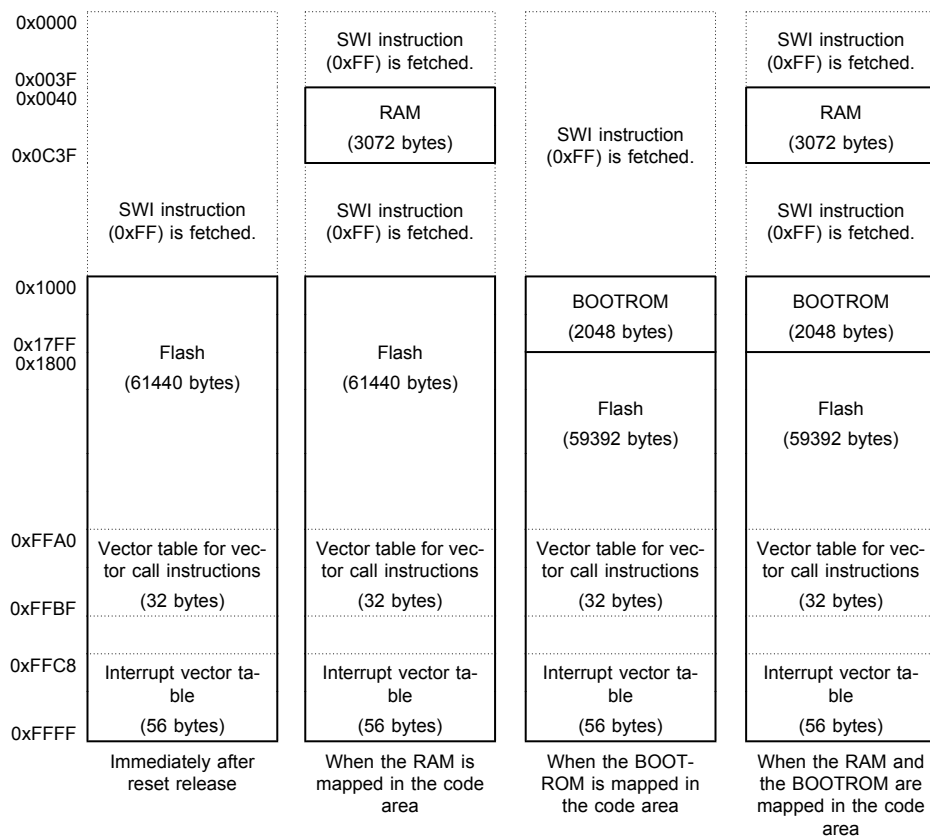 0x0000
0x003F
0x0040
0x0C3F
0x1000
0x17FF
0x1800
0xFFA0
0xFFBF
0xFFC8
0xFFFF
SWI instruction
(0xFF) is fetched.
Flash
(61440 bytes)
Vector table for vec-
tor call instructions
(32 bytes)
Interrupt vector ta-
ble
(56 bytes)
Immediately after
reset release
SWI instruction
(0xFF) is fetched.
RAM
(3072 bytes)
SWI instruction
(0xFF) is fetched.
Flash
(61440 bytes)
Vector table for vec-
tor call instructions
(32 bytes)
Interrupt vector ta-
ble
(56 bytes)
When the RAM is
mapped in the code
area
SWI instruction
(0xFF) is fetched.
BOOTROM
(2048 bytes)
Flash
(59392 bytes)
Vector table for vec-
tor call instructions
(32 bytes)
Interrupt vector ta-
ble
(56 bytes)
When the BOOT-
ROM is mapped in
the code area
SWI instruction
(0xFF) is fetched.
RAM
(3072 bytes)
SWI instruction
(0xFF) is fetched.
BOOTROM
(2048 bytes)
Flash
(59392 bytes)
Vector table for vec-
tor call instructions
(32 bytes)
Interrupt vector ta-
ble
(56 bytes)
When the RAM and
the BOOTROM are
mapped in the code
area